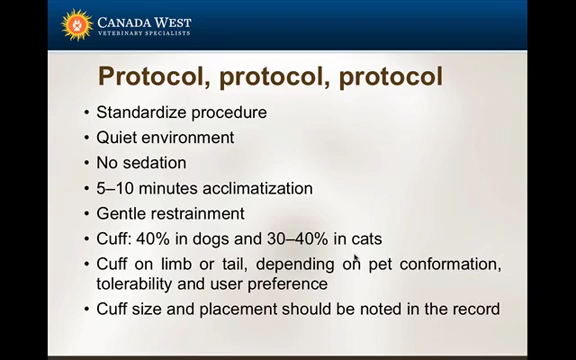 CANADA WEST
VETERINARY SPECIALISTS
Protocol, protocol, protocol
• Standardize procedure
• Quiet environment
• No sedation
• 5–10 minutes acclimatization
• Gentle restrainment
• Cuff: 40% in dogs and 30–40% in cats
• Cuff on limb or tail, depending on pet conformation,
tolerability and user preference
• Cuff size and placement should be noted in the record